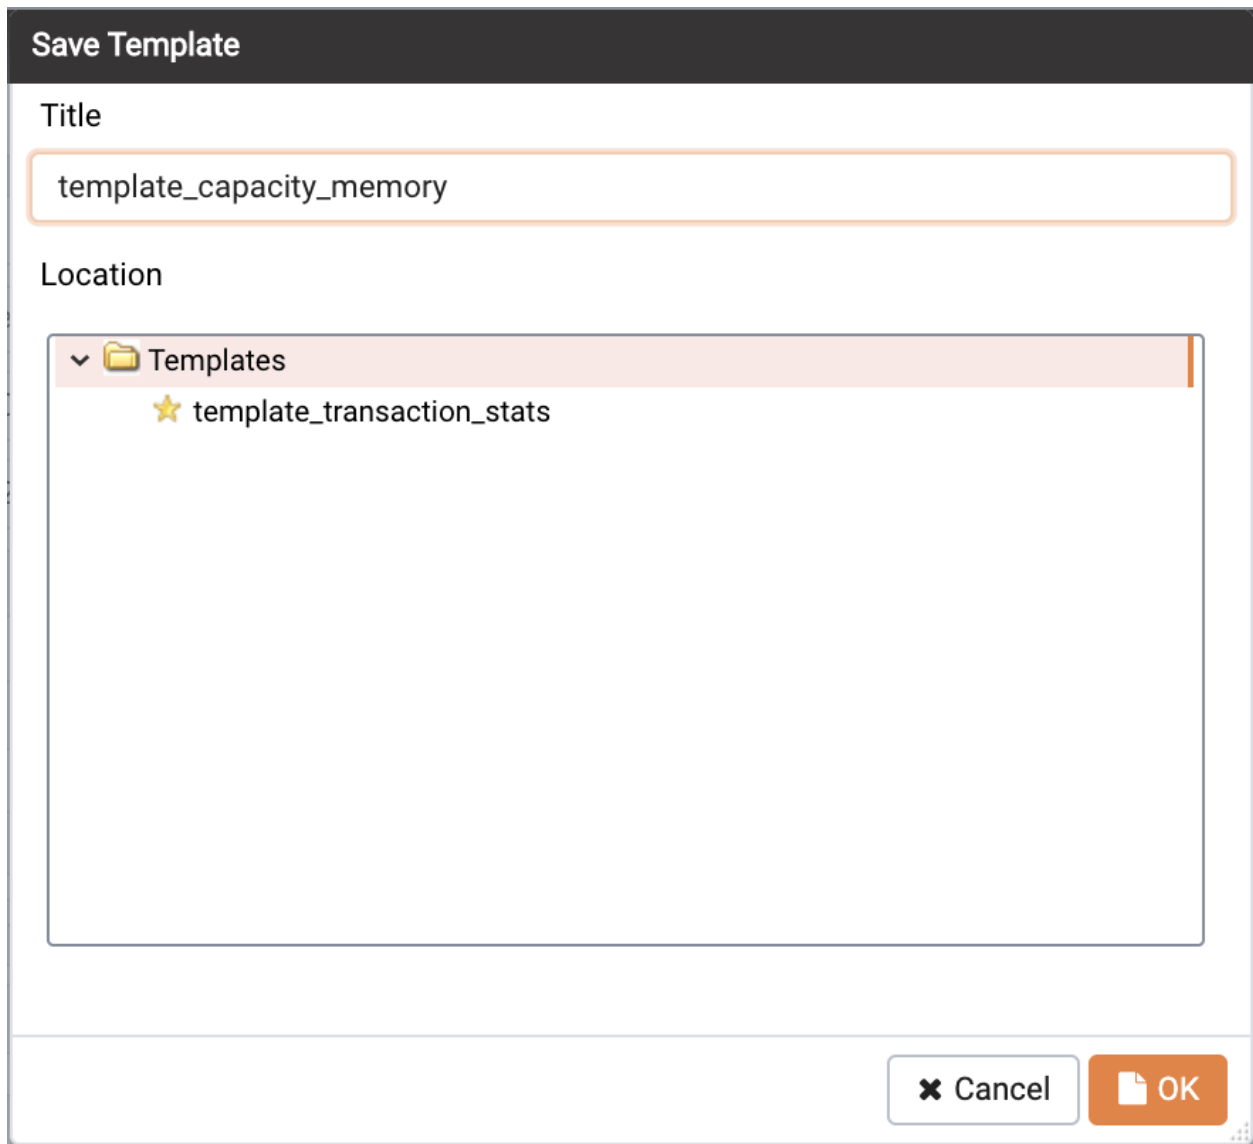 Save Template
Title
template_capacity_memory
Location
Templates
template_transaction_stats
Cancel
OK